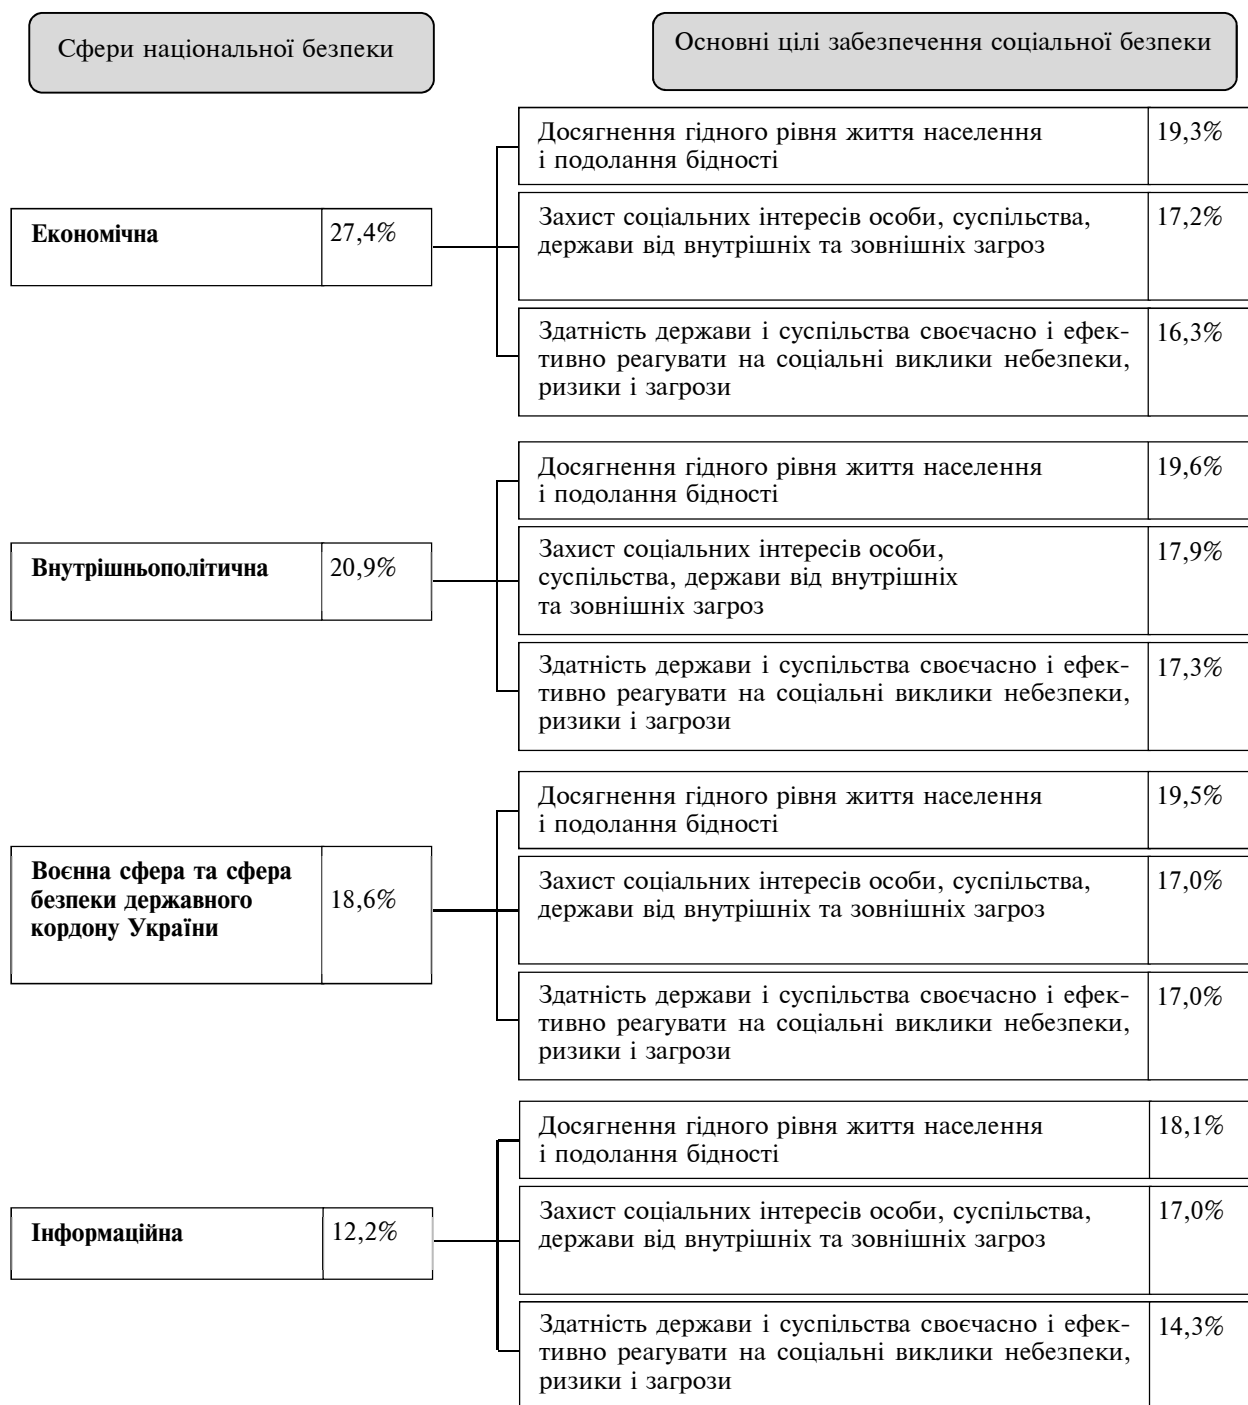 Сфери національної безпеки
Основні цілі забезпечення соціальної безпеки
Економічна
27,4%
Досягнення гідного рівня життя населення
і подолання бідності
19,3%
Захист соціальних інтересів особи, суспільства,
держави від внутрішніх та зовнішніх загроз
17,2%
Здатність держави і суспільства своєчасно і ефек-
тивно реагувати на соціальні виклики небезпеки,
ризики і загрози
16,3%
Внутрішньополітична
20,9%
Досягнення гідного рівня життя населення
і подолання бідності
19,6%
Захист соціальних інтересів особи,
суспільства, держави від внутрішніх
та зовнішніх загроз
17,9%
Здатність держави і суспільства своєчасно і ефек-
тивно реагувати на соціальні виклики небезпеки,
ризики і загрози
17,3%
Воєнна сфера та сфера
безпеки державного
кордону України
18,6%
Досягнення гідного рівня життя населення
і подолання бідності
19,5%
Захист соціальних інтересів особи, суспільства,
держави від внутрішніх та зовнішніх загроз
17,0%
Здатність держави і суспільства своєчасно і ефек-
тивно реагувати на соціальні виклики небезпеки,
ризики і загрози
17,0%
Інформаційна
12,2%
Досягнення гідного рівня життя населення
і подолання бідності
18,1%
Захист соціальних інтересів особи, суспільства,
держави від внутрішніх та зовнішніх загроз
17,0%
Здатність держави і суспільства своєчасно і ефек-
тивно реагувати на соціальні виклики небезпеки,
ризики і загрози
14,3%